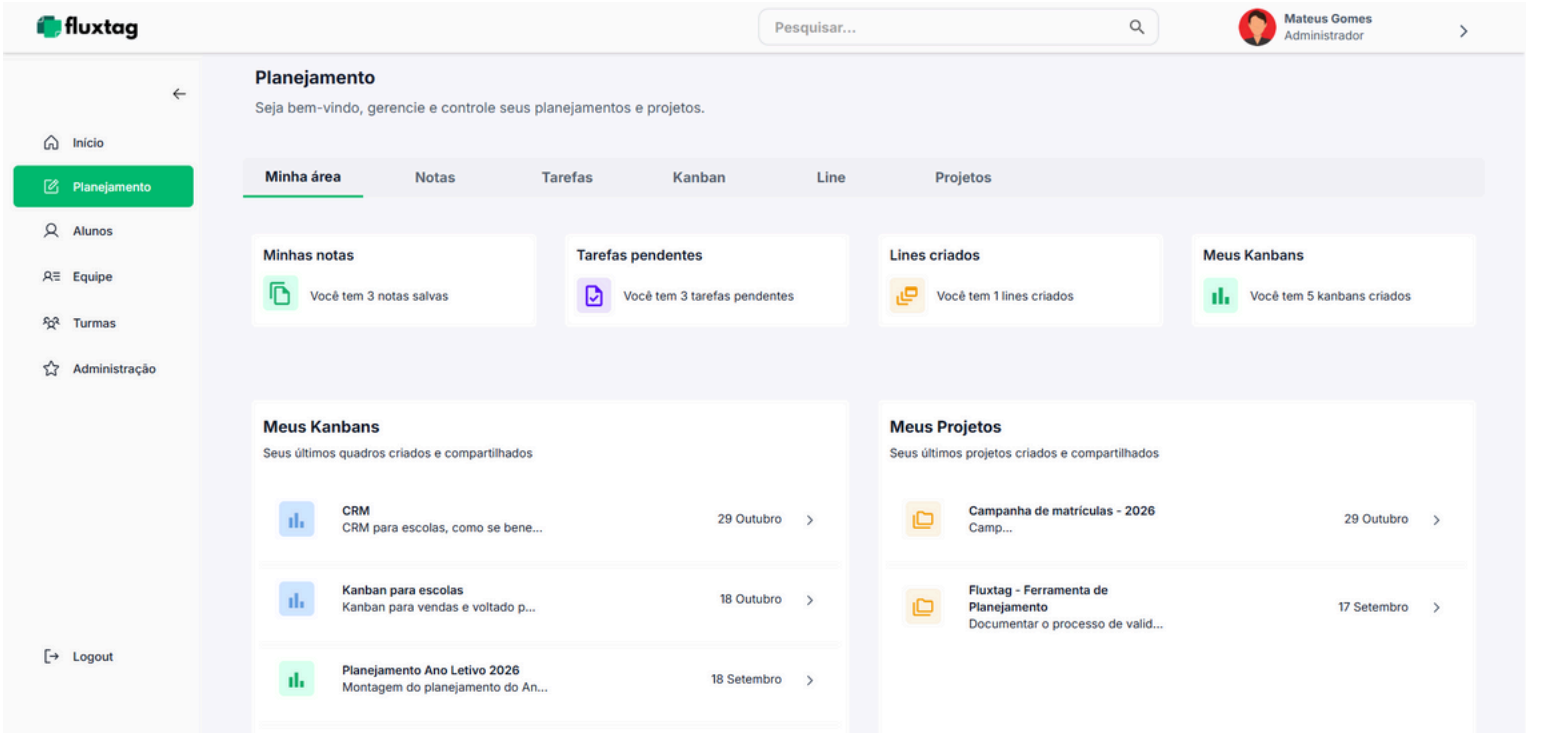 fluxtag
Pesquisar...
Mateus Gomes
Administrador
Início
Planejamento
Alunos
Equipe
Turmas
Administração
Logout
Planejamento
Seja bem-vindo, gerencie e controle seus planejamentos e projetos.
Minha área Notas Tarefas Kanban Line Projetos
Minhas notas
Você tem 3 notas salvas
Tarefas pendentes
Você tem 3 tarefas pendentes
Lines criados
Você tem 1 lines criados
Meus Kanbans
Você tem 5 kanbans criados
Meus Kanbans
Seus últimos quadros criados e compartilhados
CRM
CRM para escolas, como se bene...
29 Outubro
Kanban para escolas
Kanban para vendas e voltado p...
18 Outubro
Planejamento Ano Letivo 2026
Montagem do planejamento do An...
18 Setembro
Meus Projetos
Seus últimos projetos criados e compartilhados
Campanha de matrículas - 2026
Camp...
29 Outubro
Fluxtag - Ferramenta de
Planejamento
Documentar o processo de valid...
17 Setembro